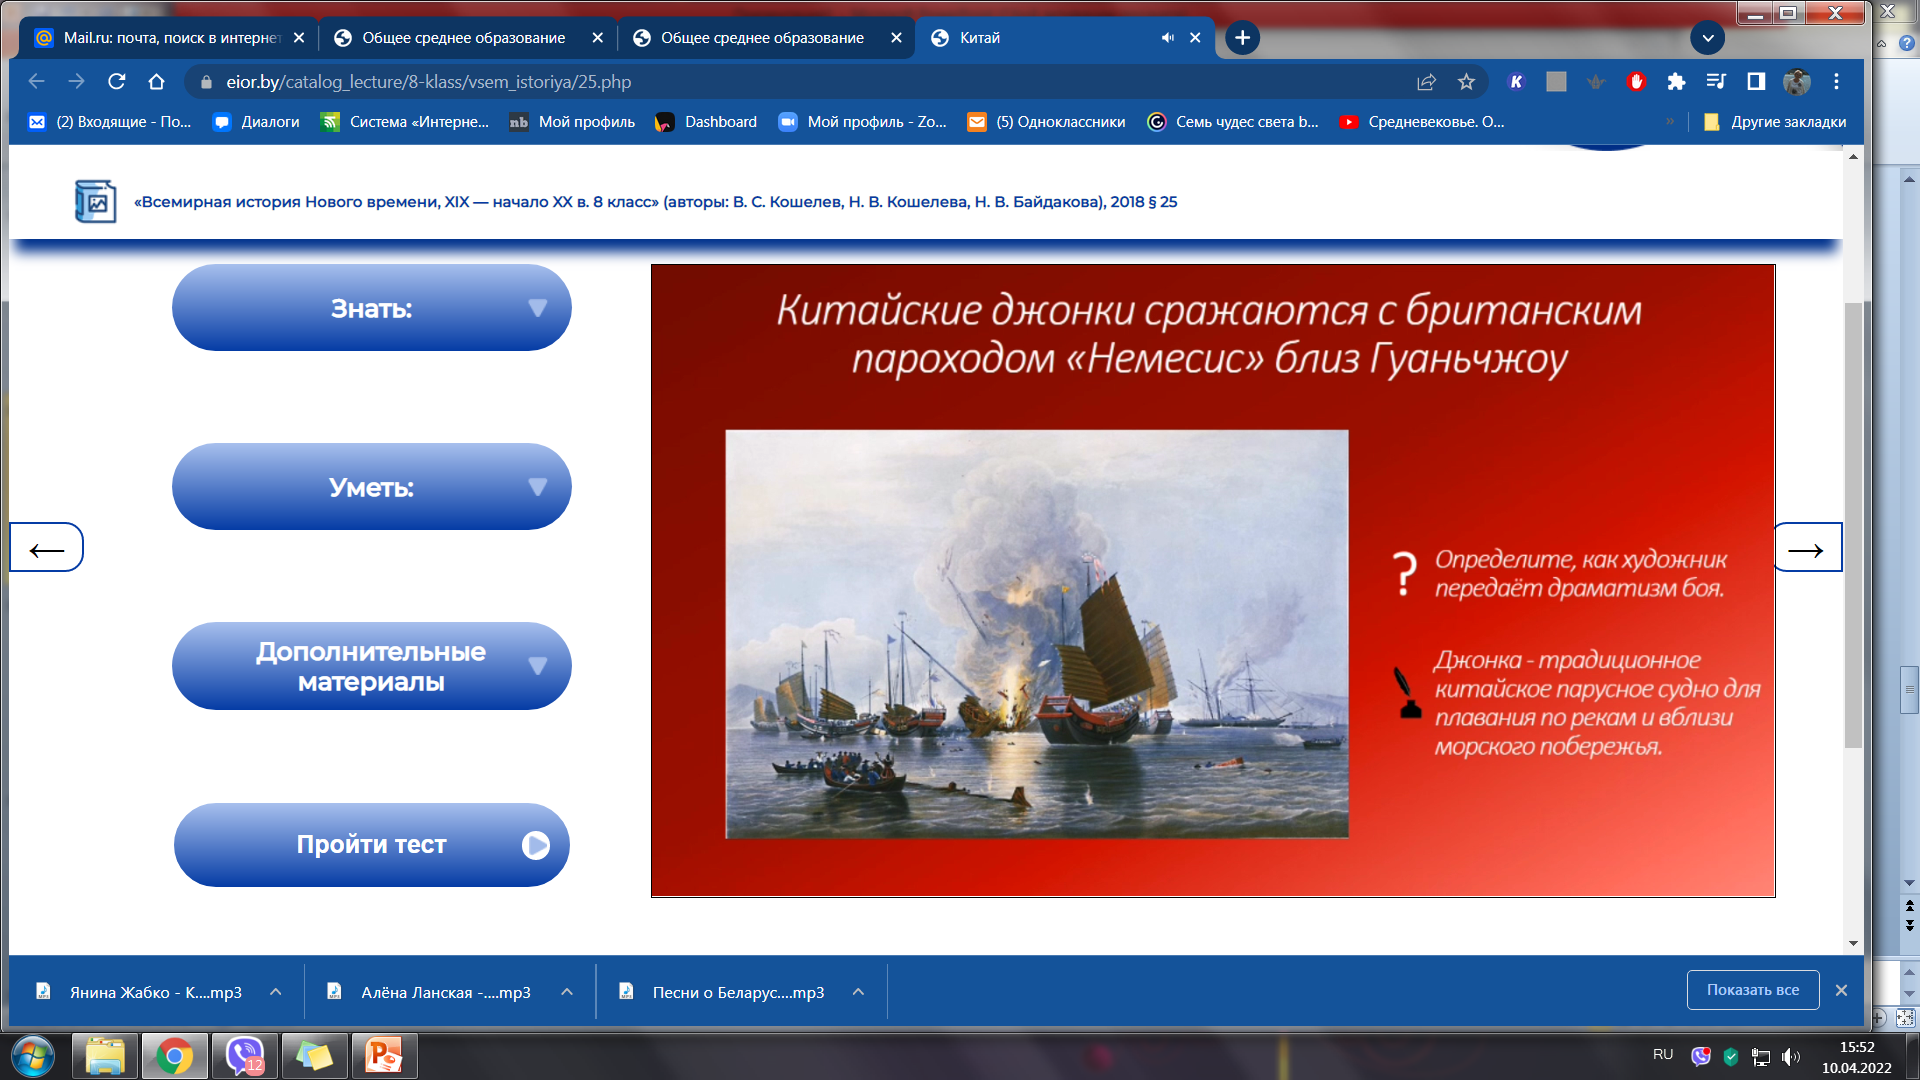 Mail.ru: почта, поиск в интернет
Общее среднее образование
Общее среднее образование
Китай
eior.by/catalog_lecture/8-klass/vsem_istoriya/25.php
(2) Входящие - По...
Диалоги
Система «Интерне...
Мой профиль
Dashboard
Мой профиль - Zo...
(5) Одноклассники
Семь чудес света b...
Средневековье. О...
Другие закладки
«Всемирная история Нового времени, XIX — начало XX в. 8 класс» (авторы: В. С. Кошелев, Н. В. Кошелева, Н. В. Байдакова), 2018 § 25
Знать:
Уметь:
Дополнительные
материалы
Пройти тест
Китайские джонки сражаются с британским
пароходом «Немесис» близ Гуаньчжоу
? Определите, как художник
передаёт драматизм боя.
Джонка - традиционное
китайское парусное судно для
плавания по рекам и вблизи
морского побережья.
Янина Жабко - К....mp3
Алёна Ланская -....mp3
Песни о Беларус....mp3
Показать все
12
RU
15:52
10.04.2022